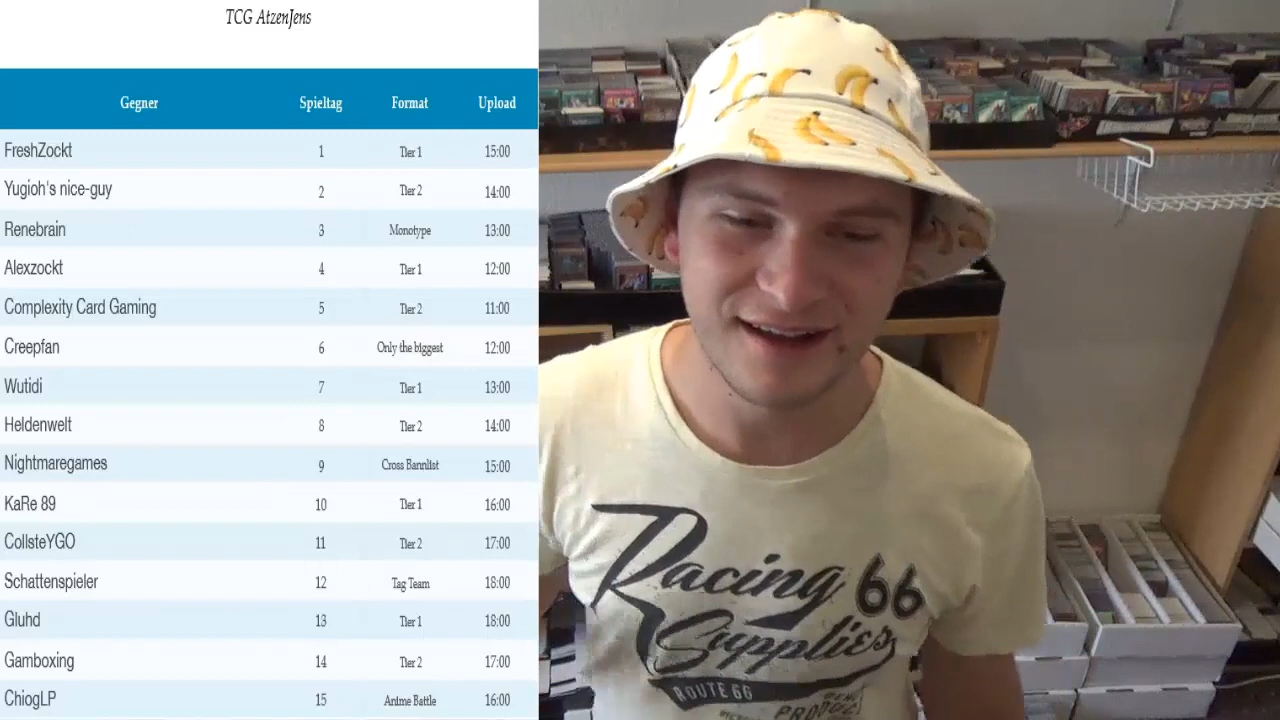 TCG AtzenJens
Gegner Spieltag Format Upload
FreshZockt 1 Tier 1 15:00
Yugioh's nice-guy 2 Tier 2 14:00
Renebrain 3 Monotype 13:00
Alexzockt 4 Tier 1 12:00
Complexity Card Gaming 5 Tier 2 11:00
Creepfan 6 Only the biggest 12:00
Wutidi 7 Tier 1 13:00
Heldenwelt 8 Tier 2 14:00
Nightmaregames 9 Cross Bannlist 15:00
KaRe 89 10 Tier 1 16:00
CollsteYGO 11 Tier 2 17:00
Schattenspieler 12 Tag Team 18:00
Gluhd 13 Tier 1 18:00
Gamboxing 14 Tier 2 17:00
ChiogLP 15 Anime Battle 16:00
Racing 66
Supplies
ROUTE 66